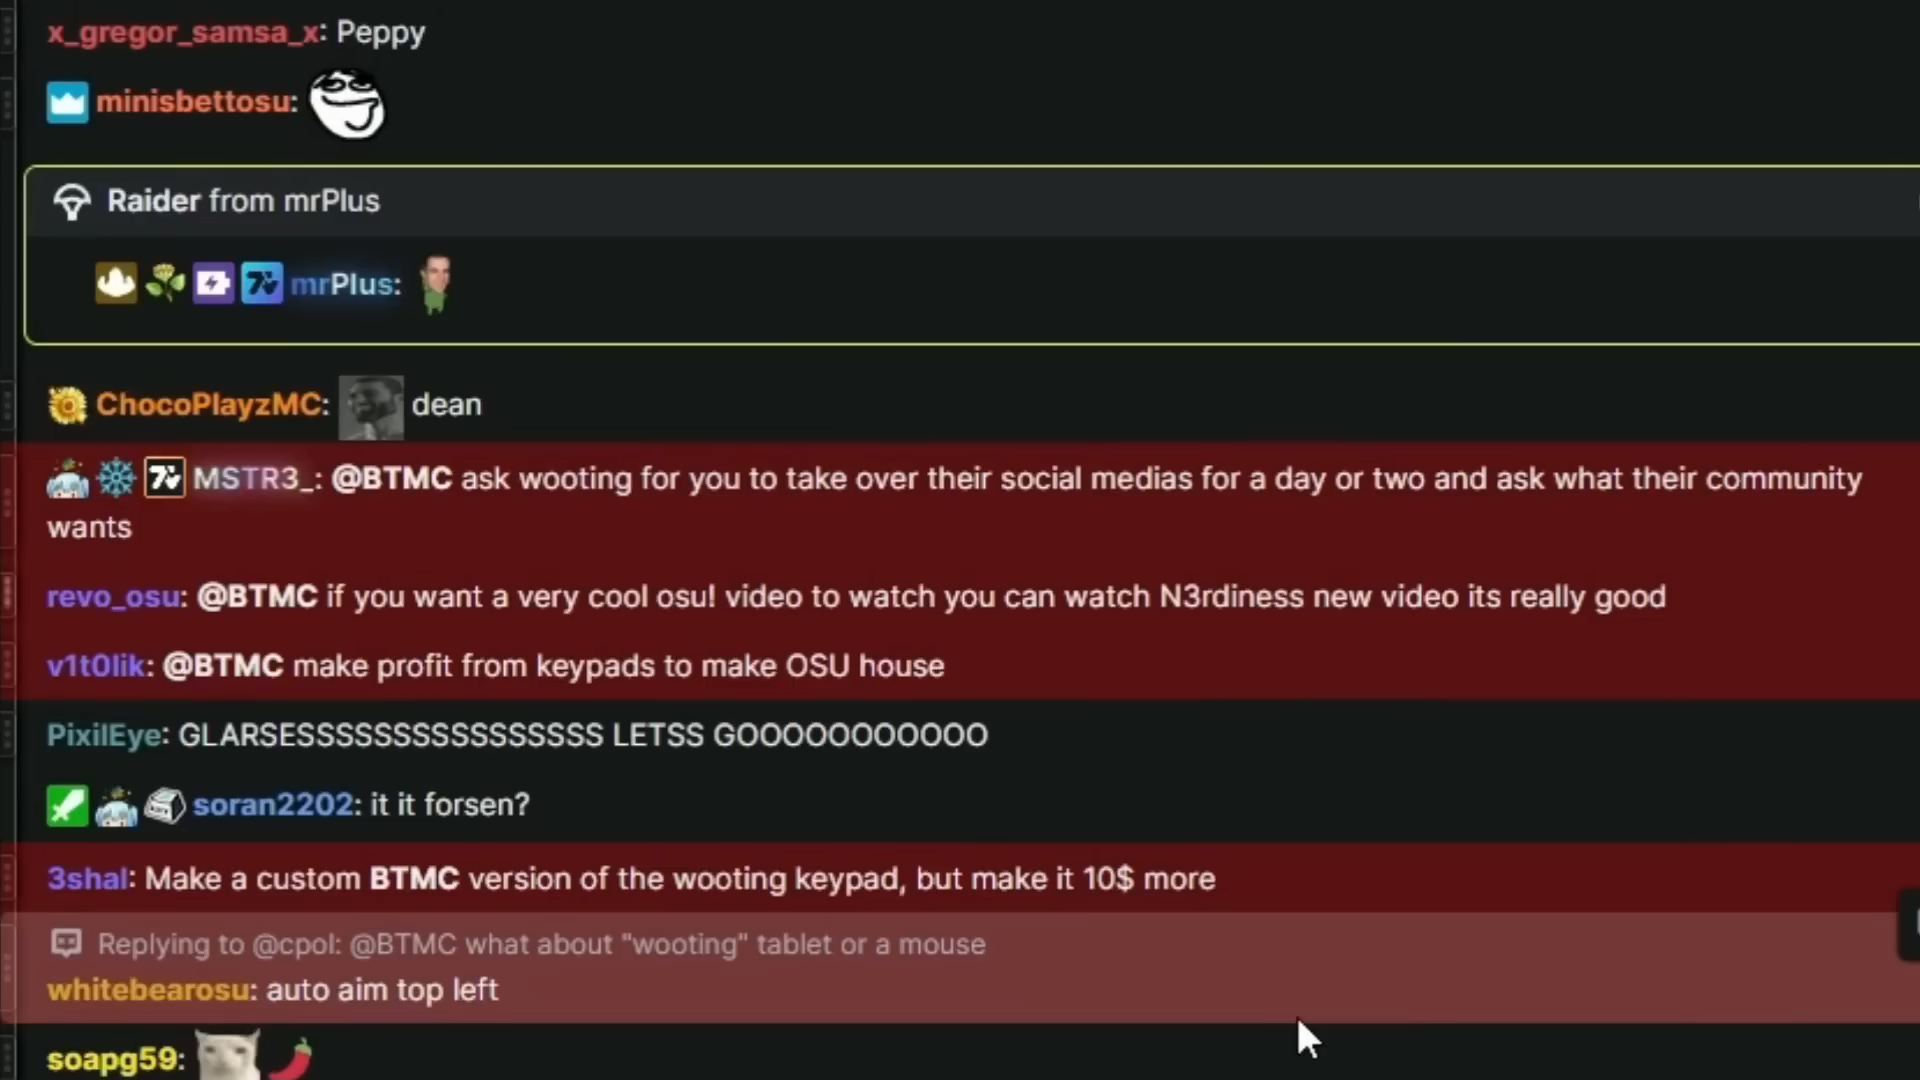 x_gregor_samsa_x: Peppy
minisbettosu:
Raider from mrPlus
mrPlus:
ChocoPlayzMC: dean
MSTR3_: @BTMC ask wooting for you to take over their social medias for a day or two and ask what their community
wants
revo_osu: @BTMC if you want a very cool osu! video to watch you can watch N3rdiness new video its really good
v1t0lik: @BTMC make profit from keypads to make OSU house
PixilEye: GLARSESSSSSSSSSSSSSSSS LETSS GOOOOOOOOOOO
soran2202: it it forsen?
3shal: Make a custom BTMC version of the wooting keypad, but make it 10$ more
Replying to @cpol: @BTMC what about "wooting" tablet or a mouse
whitebearosu: auto aim top left
soapg59: